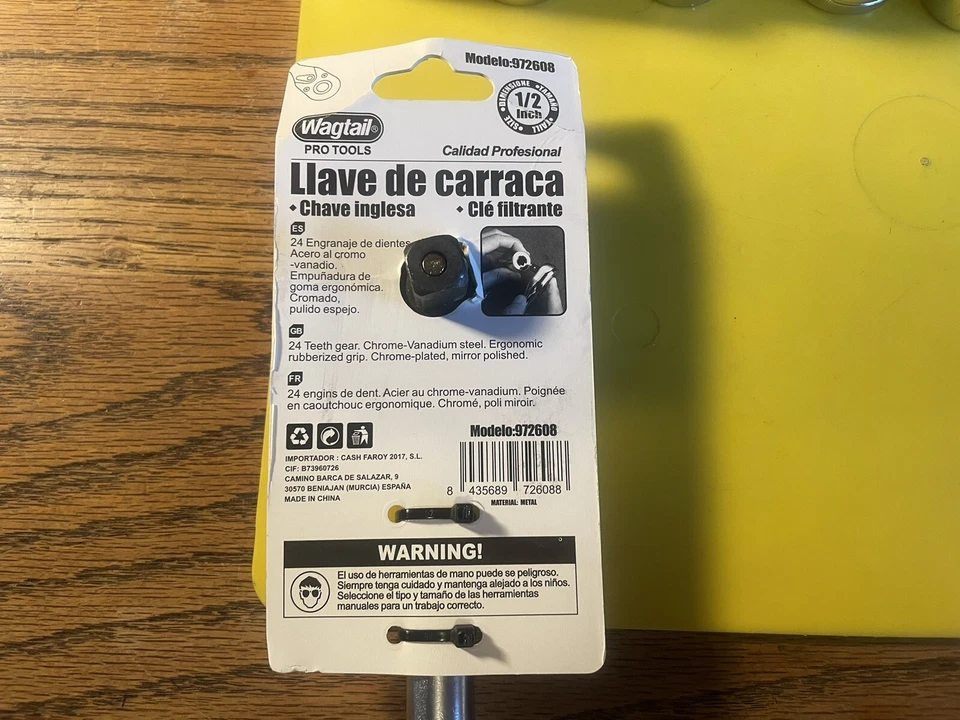 Modelo:972608
DIMENSIONE TAMAÑO TAILL SIZE
1/2
Inch
Wagtail®
PRO TOOLS
Calidad Profesional
Llave de carraca
Chave inglesa
Clé filtrante
ES
24 Engranaje de dientes
Acero al cromo
-vanadio.
Empuñadura de
goma ergonómica.
Cromado,
pulido espejo.
GB
24 Teeth gear. Chrome-Vanadium steel. Ergonomic
rubberized grip. Chrome-plated, mirror polished.
FR
24 engins de dent. Acier au chrome-vanadium. Poignée
en caoutchouc ergonomique. Chromé, poli miroir.
IMPORTADOR : CASH FAROY 2017, S.L.
CIF: B73960726
CAMINO BARCA DE SALAZAR, 9
30570 BENIAJAN (MURCIA) ESPAÑA
MADE IN CHINA
Modelo:972608
8 435689 726088
MATERIAL: METAL
WARNING!
El uso de herramientas de mano puede se peligroso.
Siempre tenga cuidado y mantenga alejado a los niños.
Seleccione el tipo y tamaño de las herramientas
manuales para un trabajo correcto.